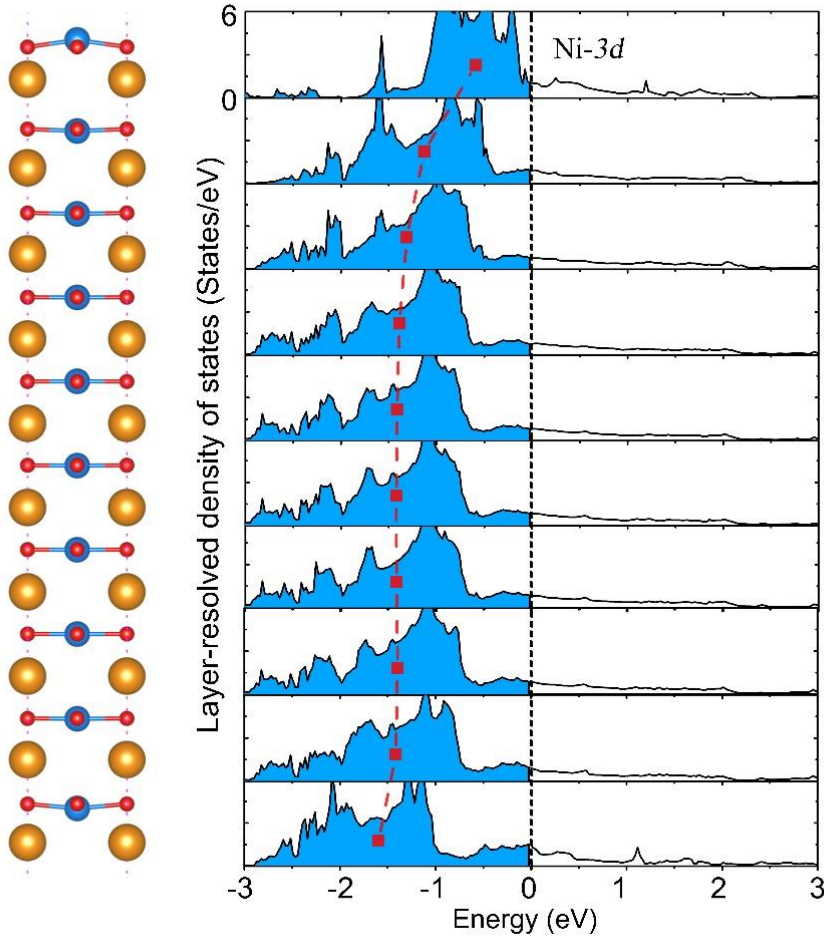 6
Ni-3d
0
Layer-resolved density of states (States/eV)
-3 -2 -1 0 1 2 3
Energy (eV)